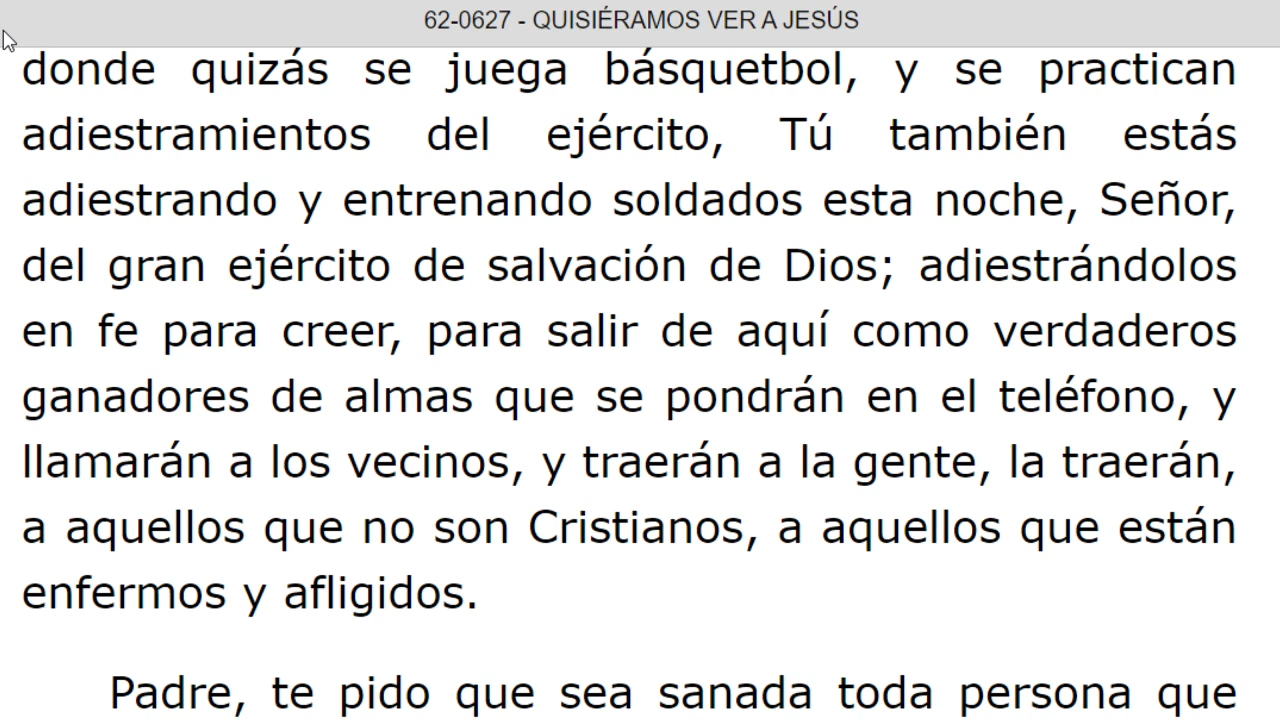 62-0627 - QUISIÉRAMOS VER A JESÚS
donde quizás se juega básquetbol, y se practican
adiestramientos del ejército, Tú también estás
adiestrando y entrenando soldados esta noche, Señor,
del gran ejército de salvación de Dios; adiestrándolos
en fe para creer, para salir de aquí como verdaderos
ganadores de almas que se pondrán en el teléfono, y
llamarán a los vecinos, y traerán a la gente, la traerán,
a aquellos que no son Cristianos, a aquellos que están
enfermos y afligidos.
Padre, te pido que sea sanada toda persona que